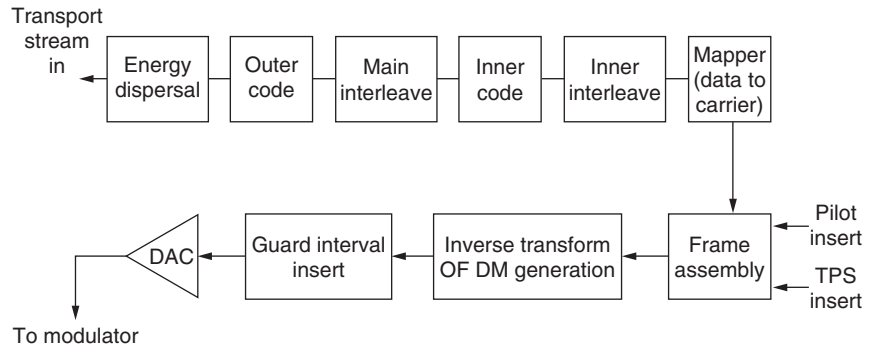 Transport
stream
in
Energy
dispersal
Outer
code
Main
interleave
Inner
code
Inner
interleave
Mapper
(data to
carrier)
Pilot
insert
TPS
insert
Frame
assembly
Inverse transform
OF DM generation
Guard interval
insert
DAC
To modulator